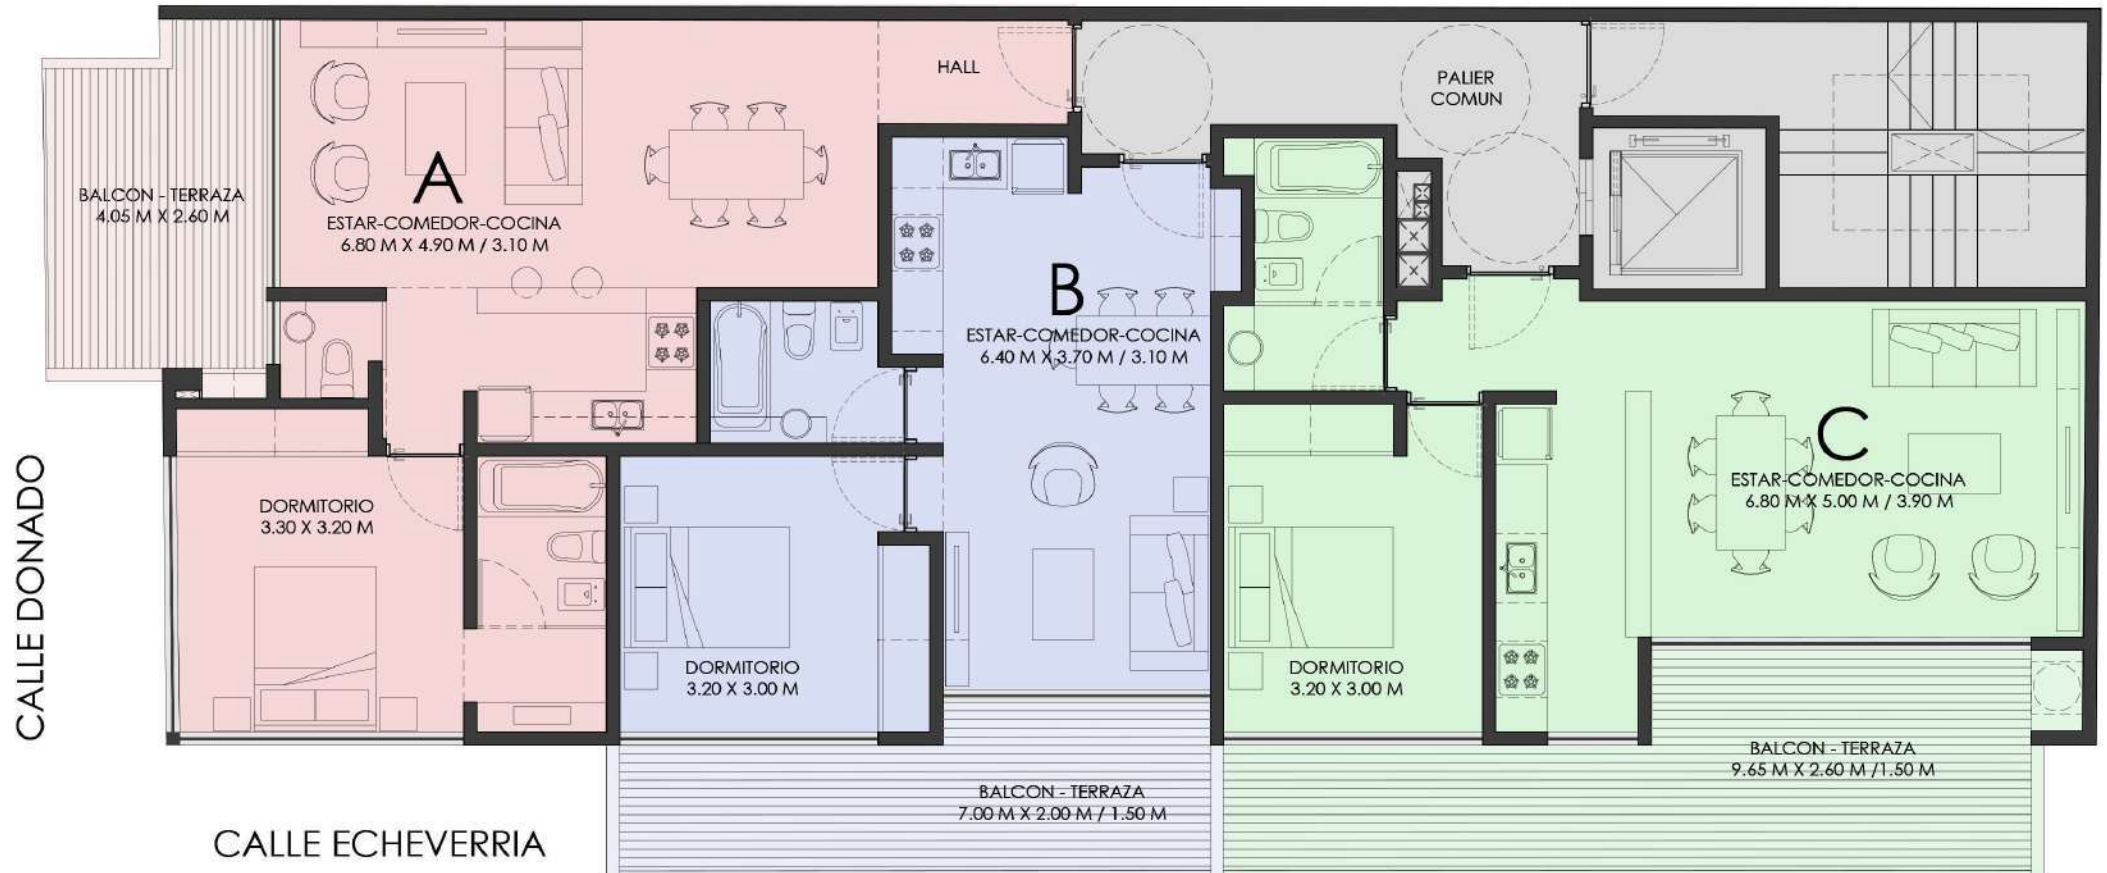 HALL
PALIER
COMUN
BALCON - TERRAZA
4.05 M X 2.60 M
A
ESTAR-COMEDOR-COCINA
6.80 M X 4.90 M / 3.10 M
B
ESTAR-COMEDOR-COCINA
6.40 M X 3.70 M / 3.10 M
C
ESTAR-COMEDOR-COCINA
6.80 M X 5.00 M / 3.90 M
DORMITORIO
3.30 X 3.20 M
DORMITORIO
3.20 X 3.00 M
DORMITORIO
3.20 X 3.00 M
BALCON - TERRAZA
9.65 M X 2.60 M /1.50 M
BALCON - TERRAZA
7.00 M X 2.00 M / 1.50 M
CALLE DONADO
CALLE ECHEVERRIA